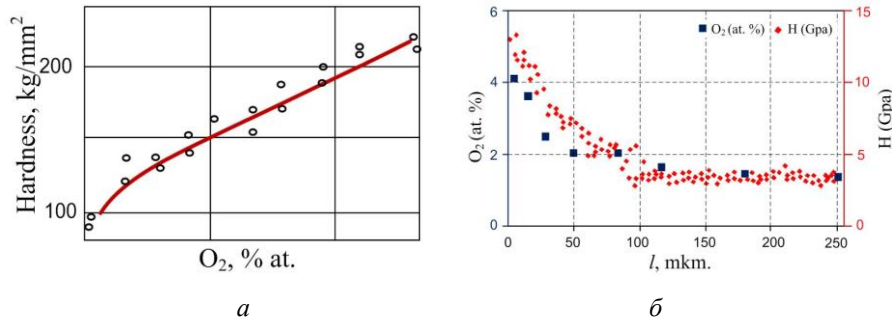 a
Hardness, kg/mm²
200
100
O₂, % at.
а
б
O₂ (at. %)
6
4
2
0
O₂ (at. %)
H (Gpa)
15
10
5
0
H (Gpa)
0
50
100
150
200
250
l, mkm.